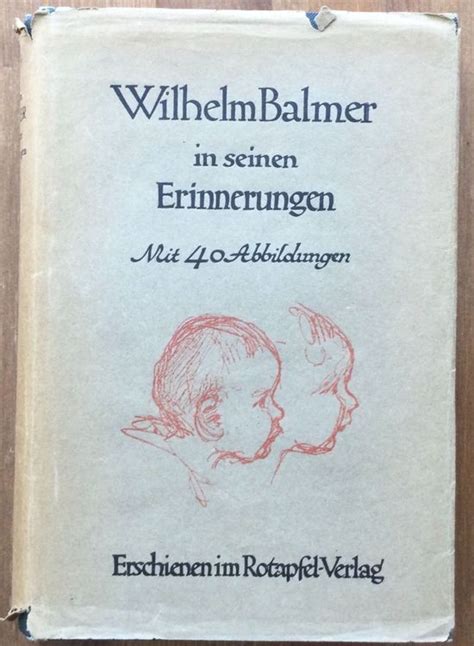 Wilhelm Balmer
in seinen
Erinnerungen
Mit 40 Abbildungen
Erschienen im Rotapfel-Verlag